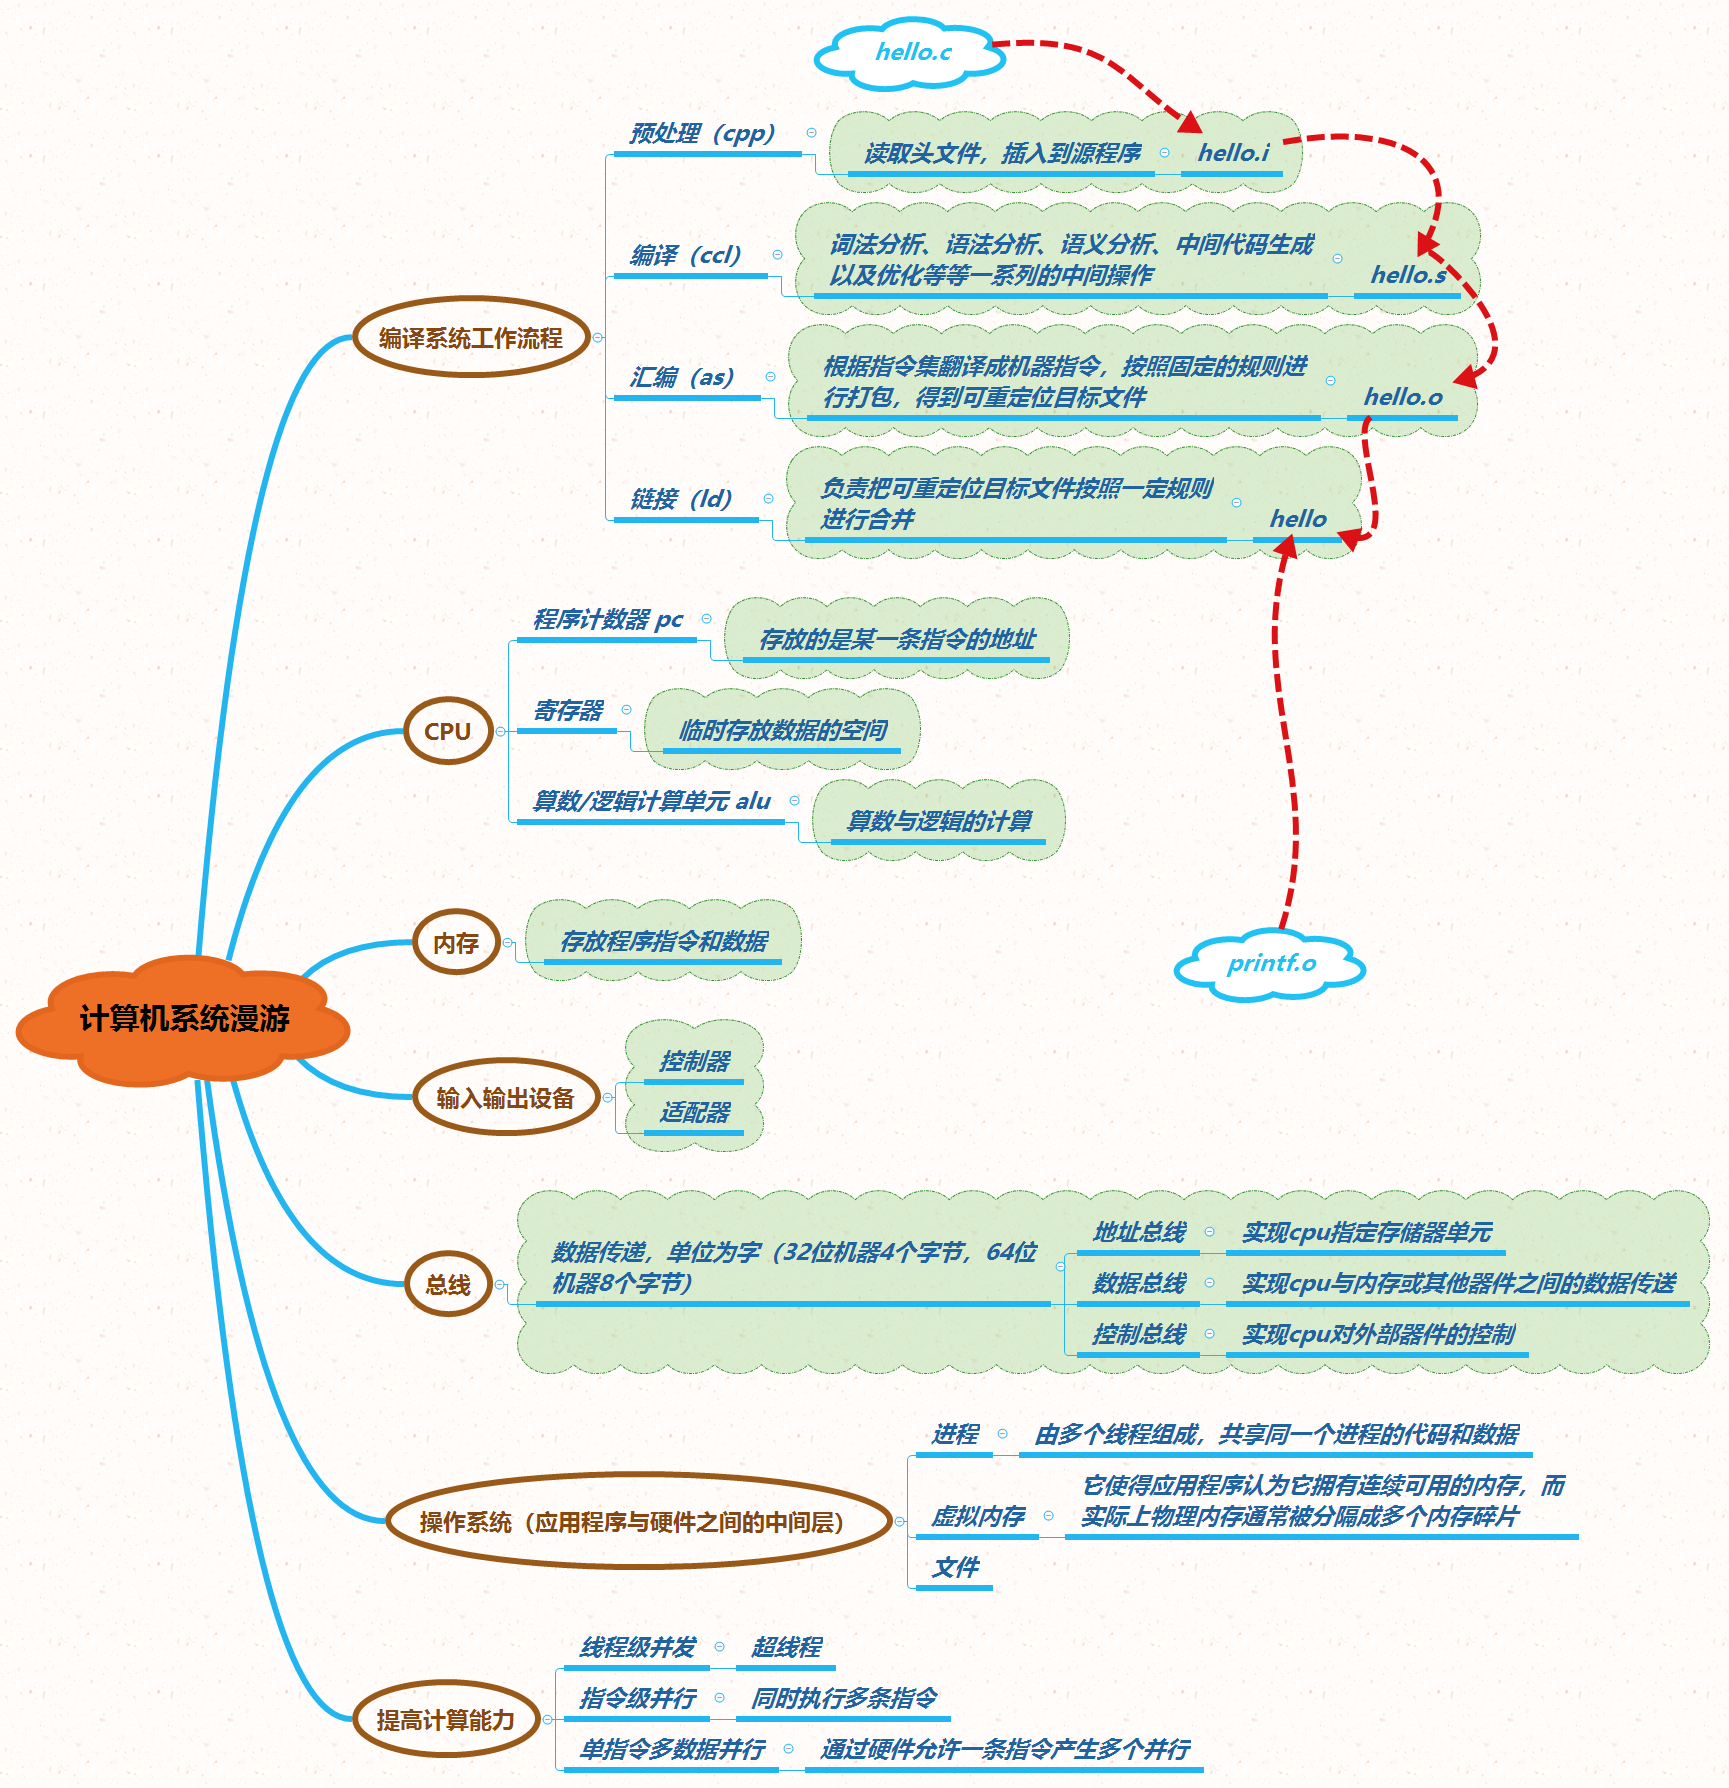 hello.c
预处理（cpp）
读取头文件，插入到源程序
hello.i
编译（ccl）
词法分析、语法分析、语义分析、中间代码生成
以及优化等等一系列的中间操作
hello.s
编译系统工作流程
汇编（as）
根据指令集翻译成机器指令，按照固定的规则进
行打包，得到可重定位目标文件
hello.o
链接（ld）
负责把可重定位目标文件按照一定规则
进行合并
hello
程序计数器 pc
存放的是某一条指令的地址
CPU
寄存器
临时存放数据的空间
算数/逻辑计算单元 alu
算数与逻辑的计算
内存
存放程序指令和数据
printf.o
计算机系统漫游
输入输出设备
控制器
适配器
总线
数据传递，单位为字（32位机器4个字节，64位
机器8个字节）
地址总线
实现cpu指定存储器单元
数据总线
实现cpu与内存或其他器件之间的数据传送
控制总线
实现cpu对外部器件的控制
操作系统（应用程序与硬件之间的中间层）
进程
由多个线程组成，共享同一个进程的代码和数据
虚拟内存
它使得应用程序认为它拥有连续可用的内存，而
实际上物理内存通常被分隔成多个内存碎片
文件
提高计算能力
线程级并发
超线程
指令级并行
同时执行多条指令
单指令多数据并行
通过硬件允许一条指令产生多个并行